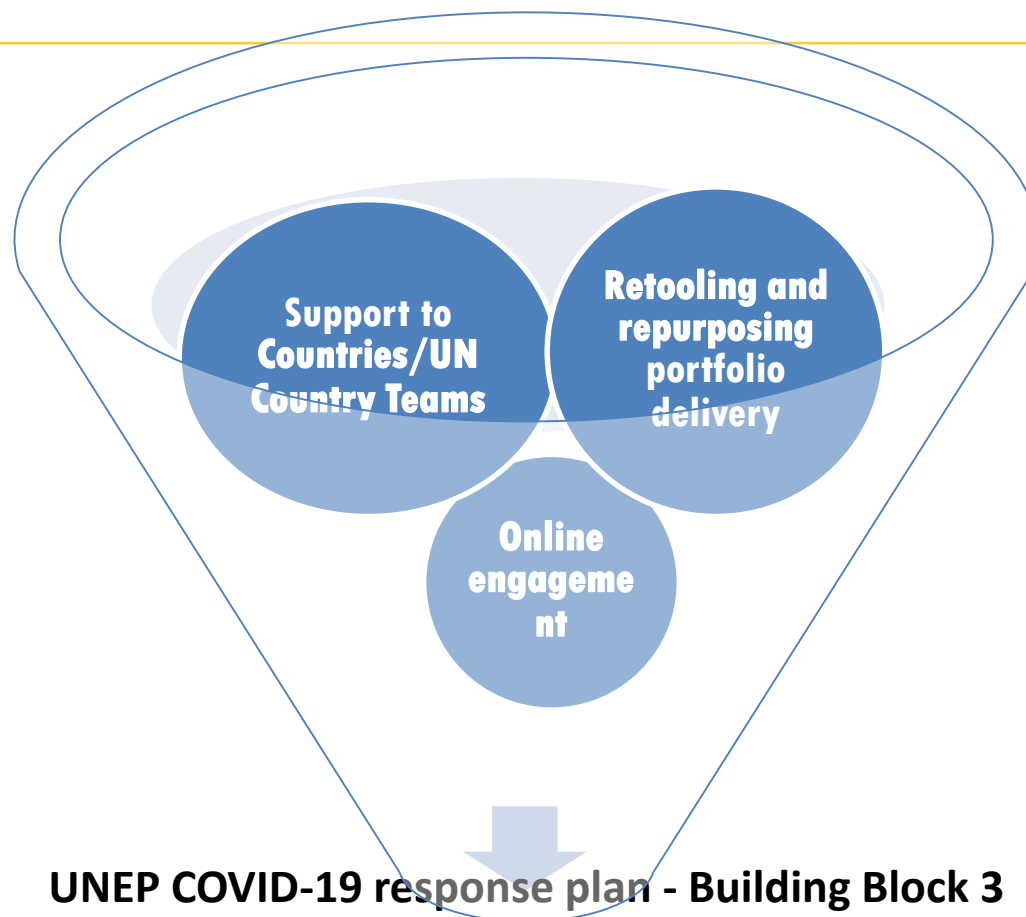 Support to
Countries/UN
Country Teams
Retooling and
repurposing
portfolio
delivery
Online
engageme
nt
UNEP COVID-19 response plan - Building Block 3